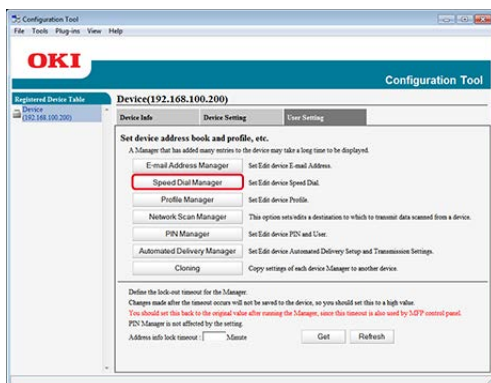 Configuration Tool
File Tools Plug-ins View Help
OKI
Configuration Tool
Registered Device Table
Device
(192.168.100.200)
Device(192.168.100.200)
Device Info
Device Setting
User Setting
Set device address book and profile, etc.
A Manager that has added many entries to the device may take a long time to be displayed.
E-mail Address Manager
Set/Edit device E-mail Address.
Speed Dial Manager
Set/Edit device Speed Dial.
Profile Manager
Set/Edit device Profile.
Network Scan Manager
This option sets/edits a destination to which to transmit data scanned from a device.
PIN Manager
Set/Edit device PIN and User.
Automated Delivery Manager
Set/Edit device Automated Delivery Setup and Transmission Settings.
Cloning
Copy settings of each device Manager to another device.
Define the lock-out timeout for the Manager.
Changes made after the timeout occurs will not be saved to the device, so you should set this to a high value.
You should set this back to the original value after running the Manager, since this timeout is also used by MFP control panel.
PIN Manager is not affected by the setting.
Address info lock timeout : Minute
Get
Refresh